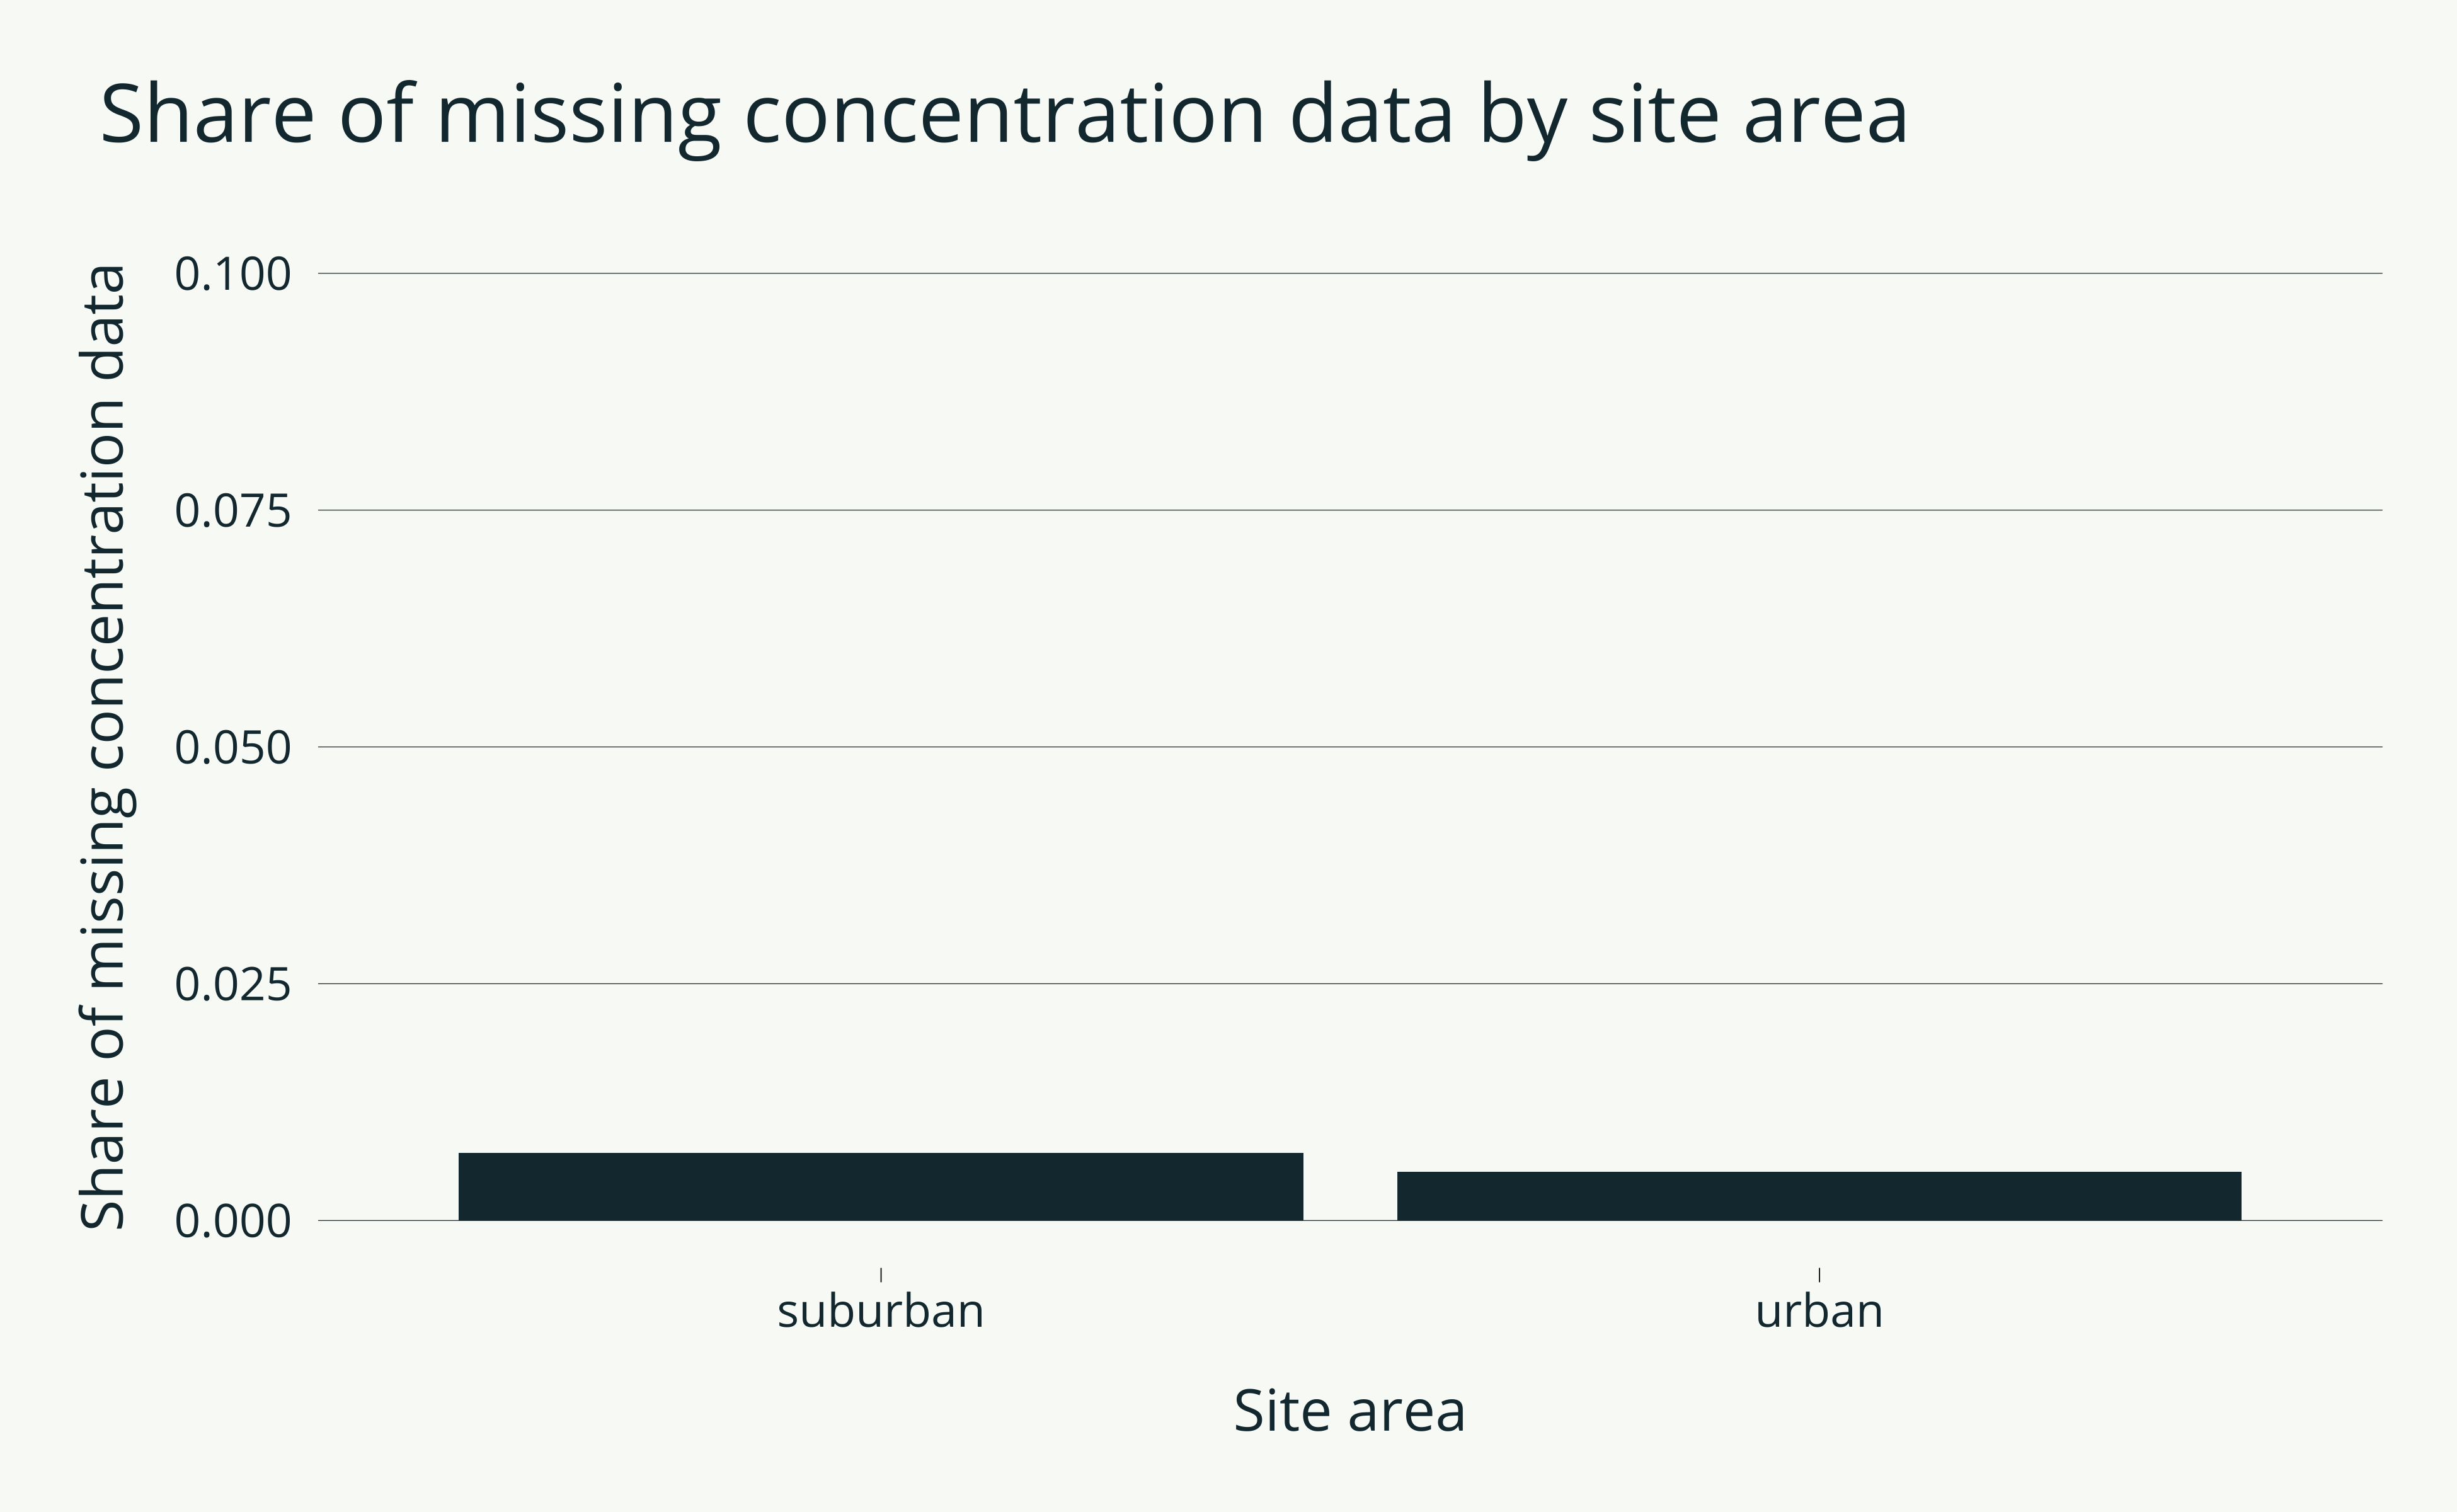 Share of missing concentration data by site area
Share of missing concentration data
0.100
0.075
0.050
0.025
0.000
suburban
urban
Site area